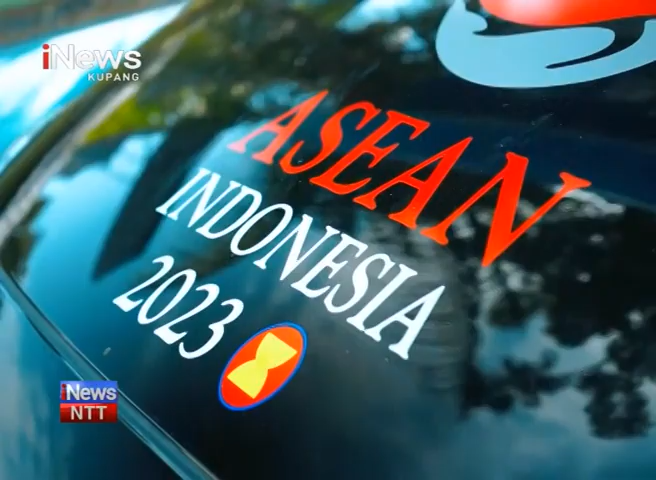 iNews
KUPANG
ASEAN
INDONESIA
2023
iNews
NTT